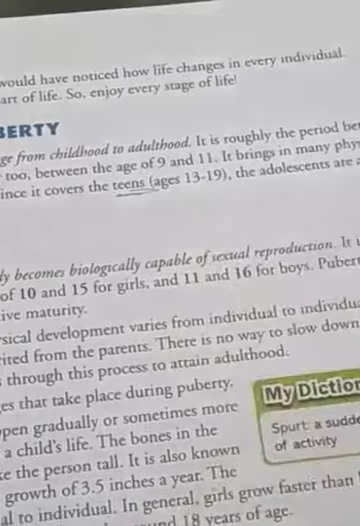 would have noticed how life changes in every individual.
art of life. So, enjoy every stage of life!
BERTY
ge from childhood to adulthood. It is roughly the period be
too, between the age of 9 and 11. It brings in many phy
ince it covers the teens (ages 13-19), the adolescents are a
ly becomes biologically capable of sexual reproduction. It i
of 10 and 15 for girls, and 11 and 16 for boys. Pubert
ive maturity.
sical development varies from individual to individu
rited from the parents. There is no way to slow down
through this process to attain adulthood.
es that take place during puberty.
My Diction
pen gradually or sometimes more
a child's life. The bones in the
Spurt: a sudde
of activity
ke the person tall. It is also known
growth of 3.5 inches a year. The
al to individual. In general, girls grow faster than
18 years of age.